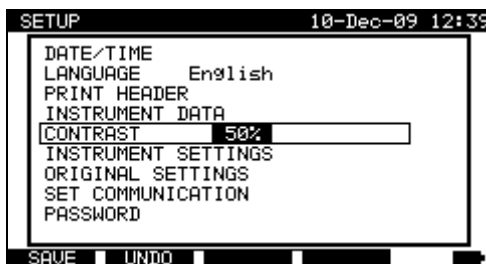 SETUP 10-Dec-09 12:39
DATE/TIME
LANGUAGE English
PRINT HEADER
INSTRUMENT DATA
CONTRAST 50%
INSTRUMENT SETTINGS
ORIGINAL SETTINGS
SET COMMUNICATION
PASSWORD
SAVE UNDO